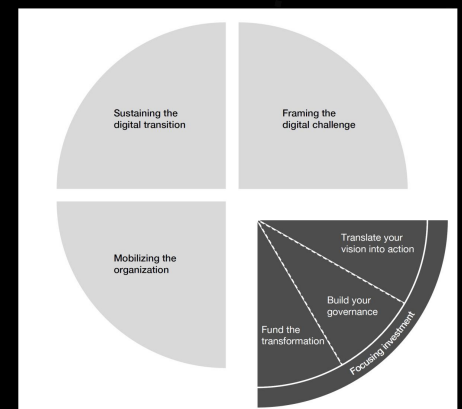 Sustaining the
digital transition
Framing the
digital challenge
Mobilizing the
organization
Translate your
vision into action
Build your
governance
Fund the
transformation
Focusing investment